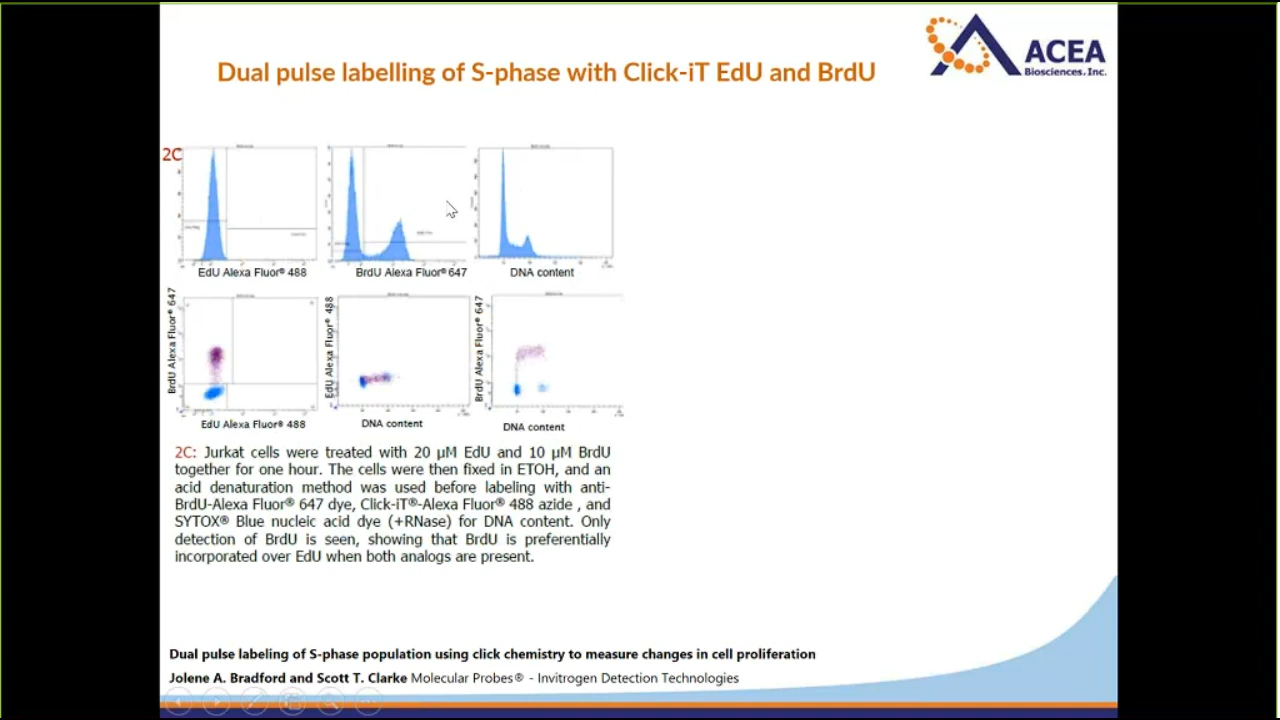 ACEA
Biosciences, Inc.
Dual pulse labelling of S-phase with Click-iT EdU and BrdU
2C
EdU Alexa Fluor® 488
BrdU Alexa Fluor® 647
DNA content
BrdU Alexa Fluor® 647
EdU Alexa Fluor® 488
EdU Alexa Fluor® 488
DNA content
BrdU Alexa Fluor® 647
DNA content
2C: Jurkat cells were treated with 20 µM EdU and 10 µM BrdU
together for one hour. The cells were then fixed in ETOH, and an
acid denaturation method was used before labeling with anti-
BrdU-Alexa Fluor® 647 dye, Click-iT®-Alexa Fluor® 488 azide , and
SYTOX® Blue nucleic acid dye (+RNase) for DNA content. Only
detection of BrdU is seen, showing that BrdU is preferentially
incorporated over EdU when both analogs are present.
Dual pulse labeling of S-phase population using click chemistry to measure changes in cell proliferation
Jolene A. Bradford and Scott T. Clarke Molecular Probes® - Invitrogen Detection Technologies